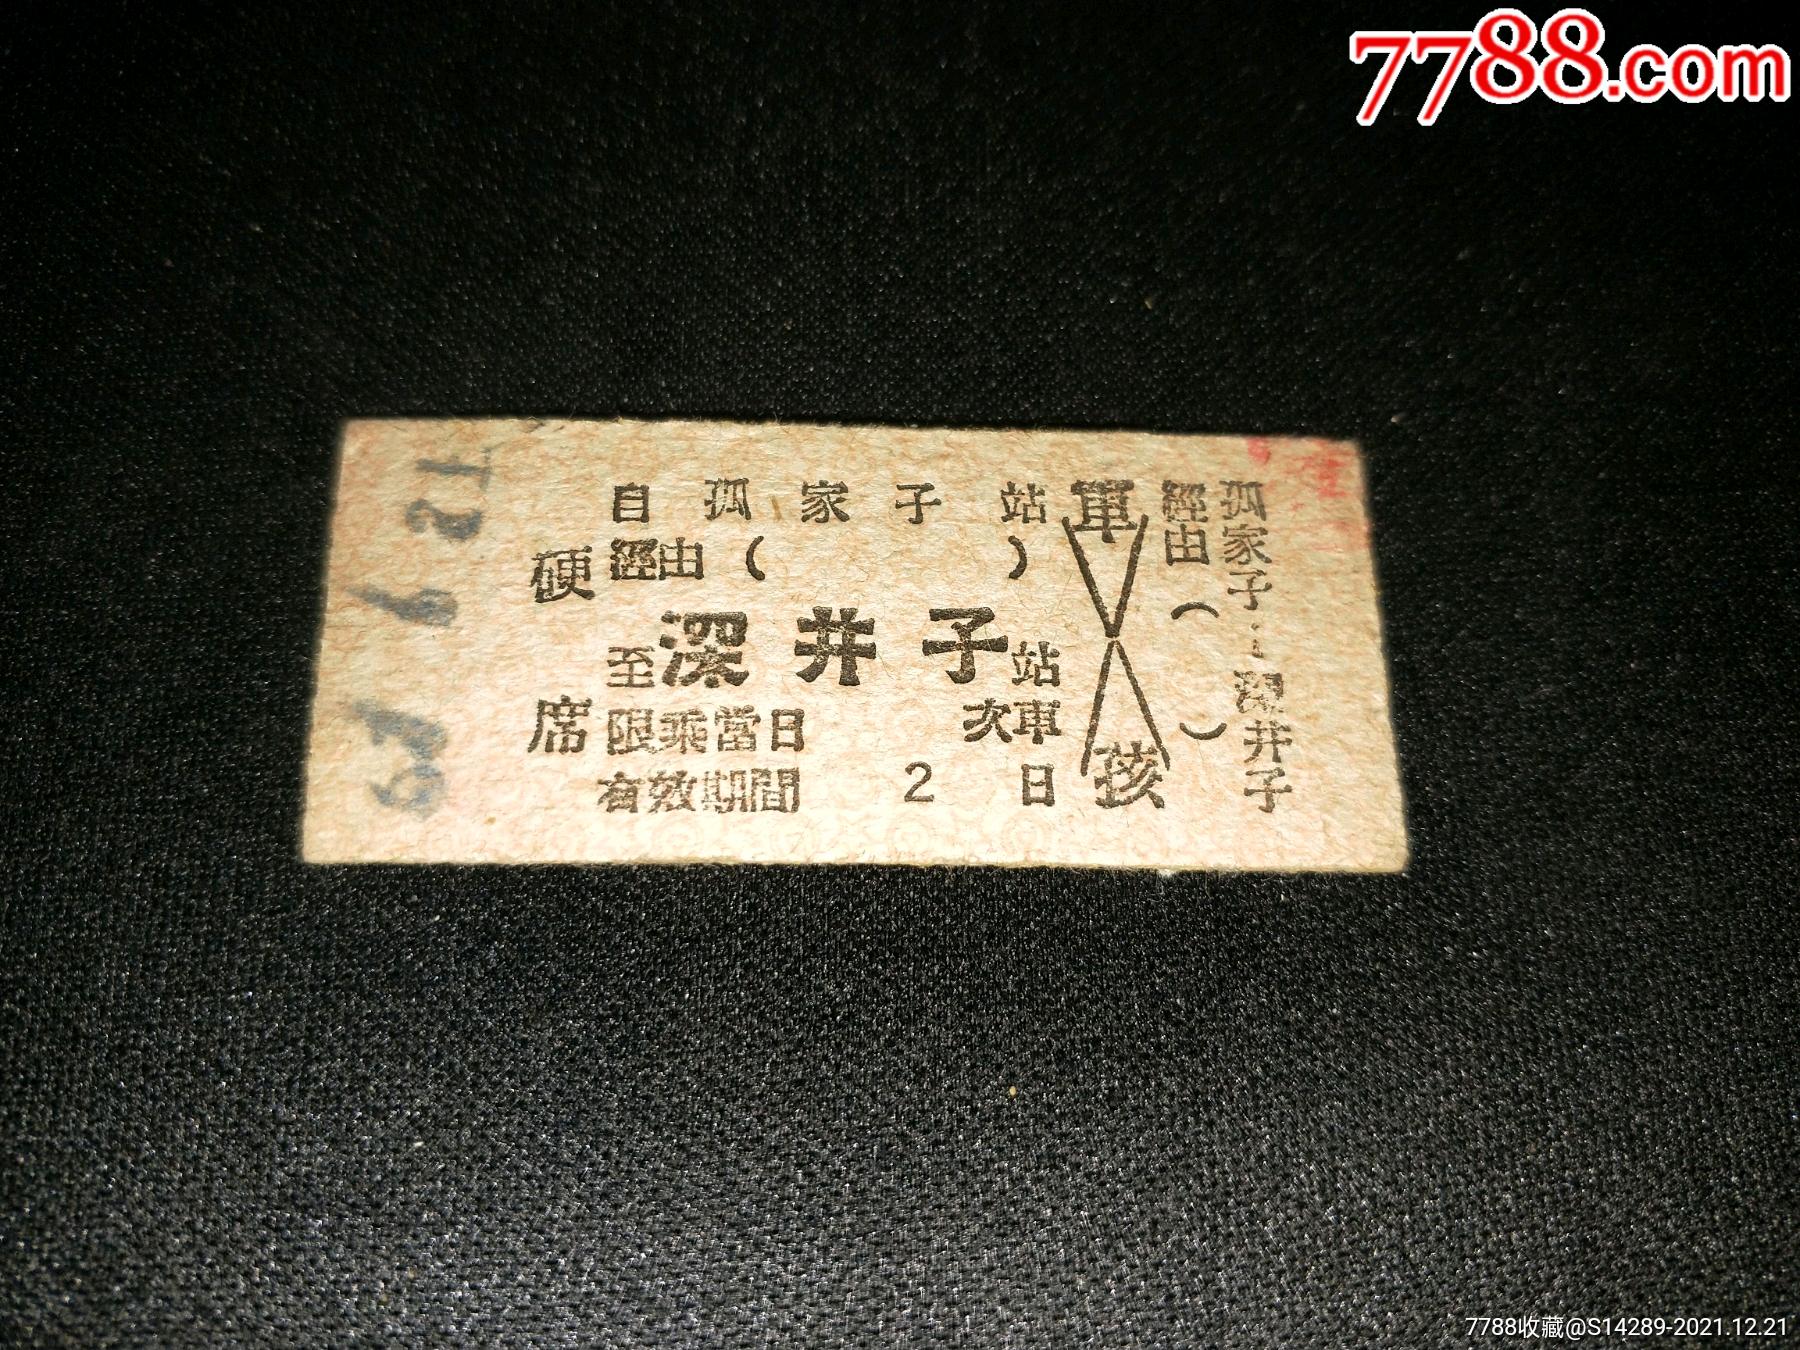 7788.com
自孤家子站
經由( )
至深井子站
硬席
限乘當日 次車
有效期間 2日
軍
孩
經由( )
孤家子
深井子
7788收藏@S14289-2021.12.21